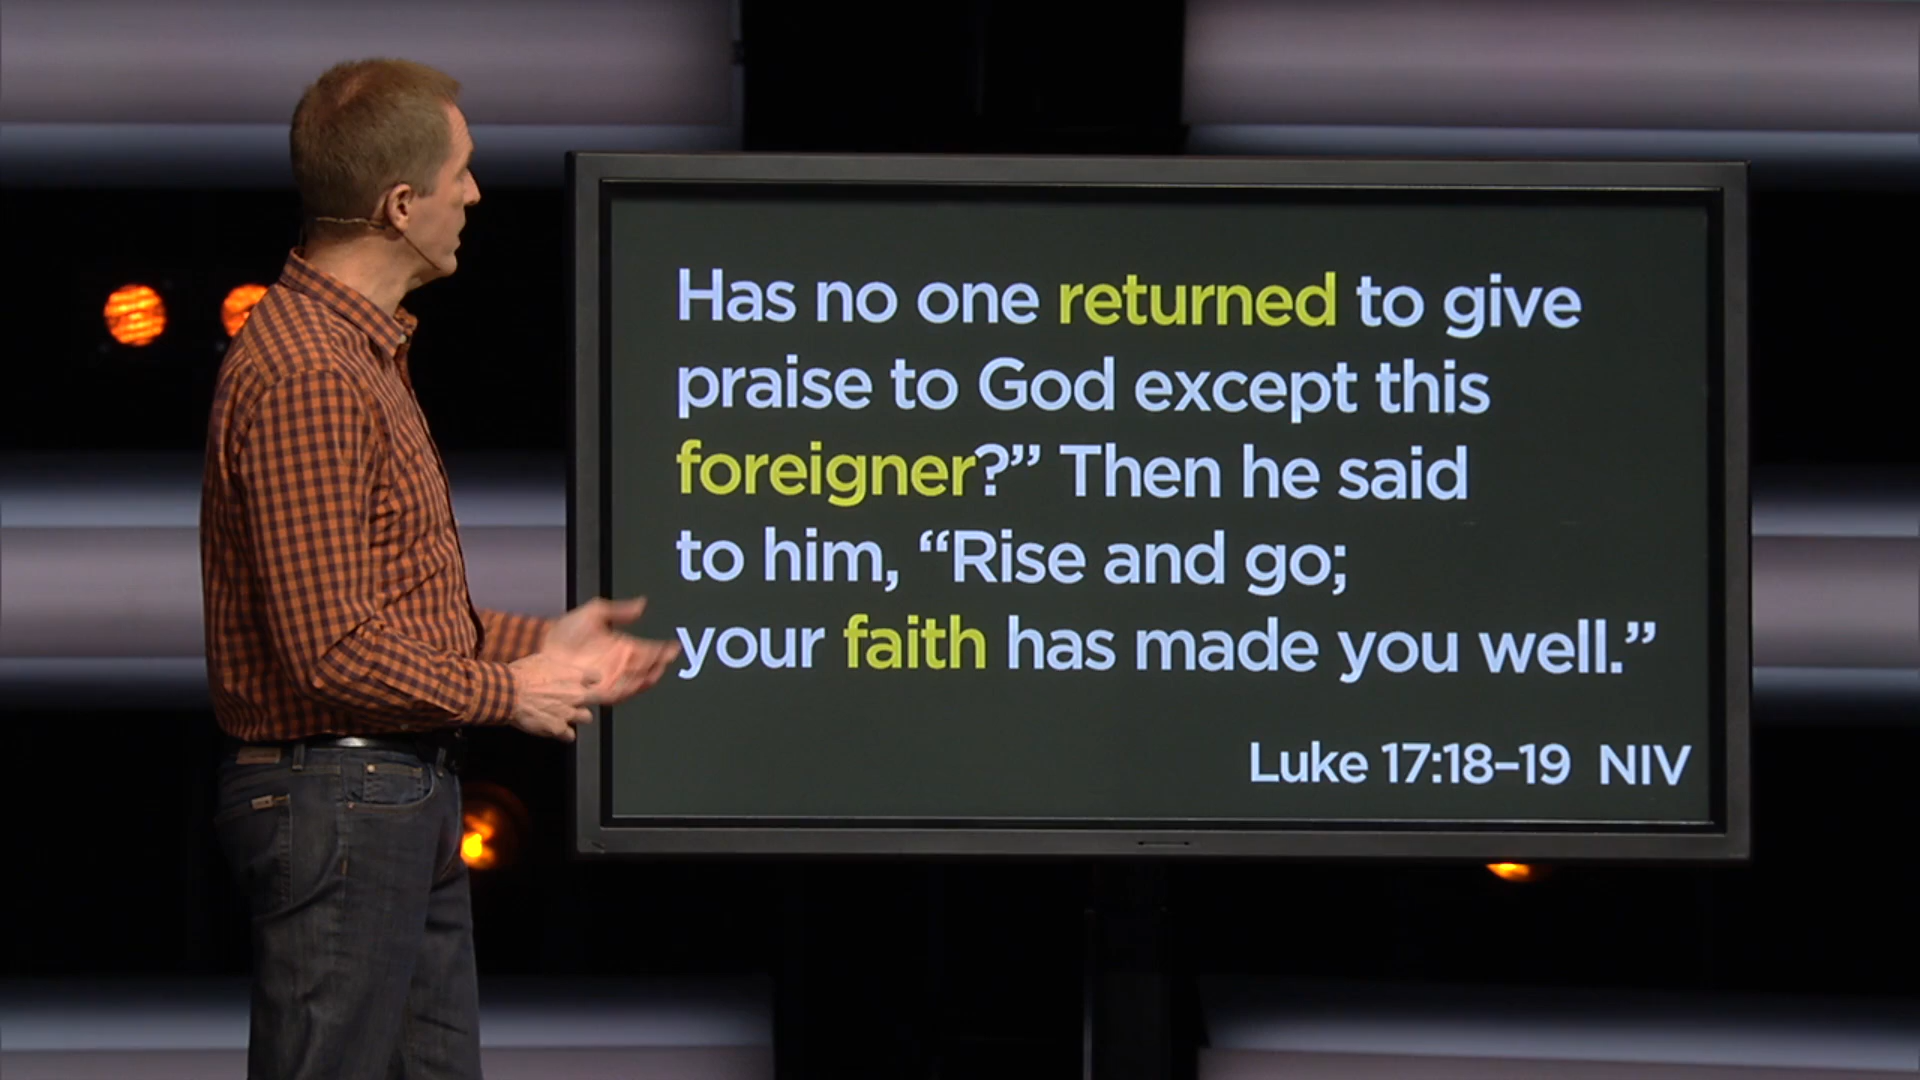 Has no one returned to give
praise to God except this
foreigner?” Then he said
to him, “Rise and go;
your faith has made you well.”
Luke 17:18–19 NIV